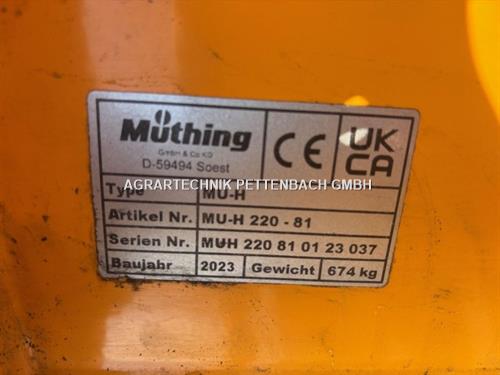 Müthing
GmbH & Co KG
D-59494 Soest
CE
UK
CA
AGRARTECHNIK PETTENBACH GMBH
Type MU-H
Artikel Nr. MU-H 220 - 81
Serien Nr. MUH 220 81 01 23 037
Baujahr 2023 Gewicht 674 kg